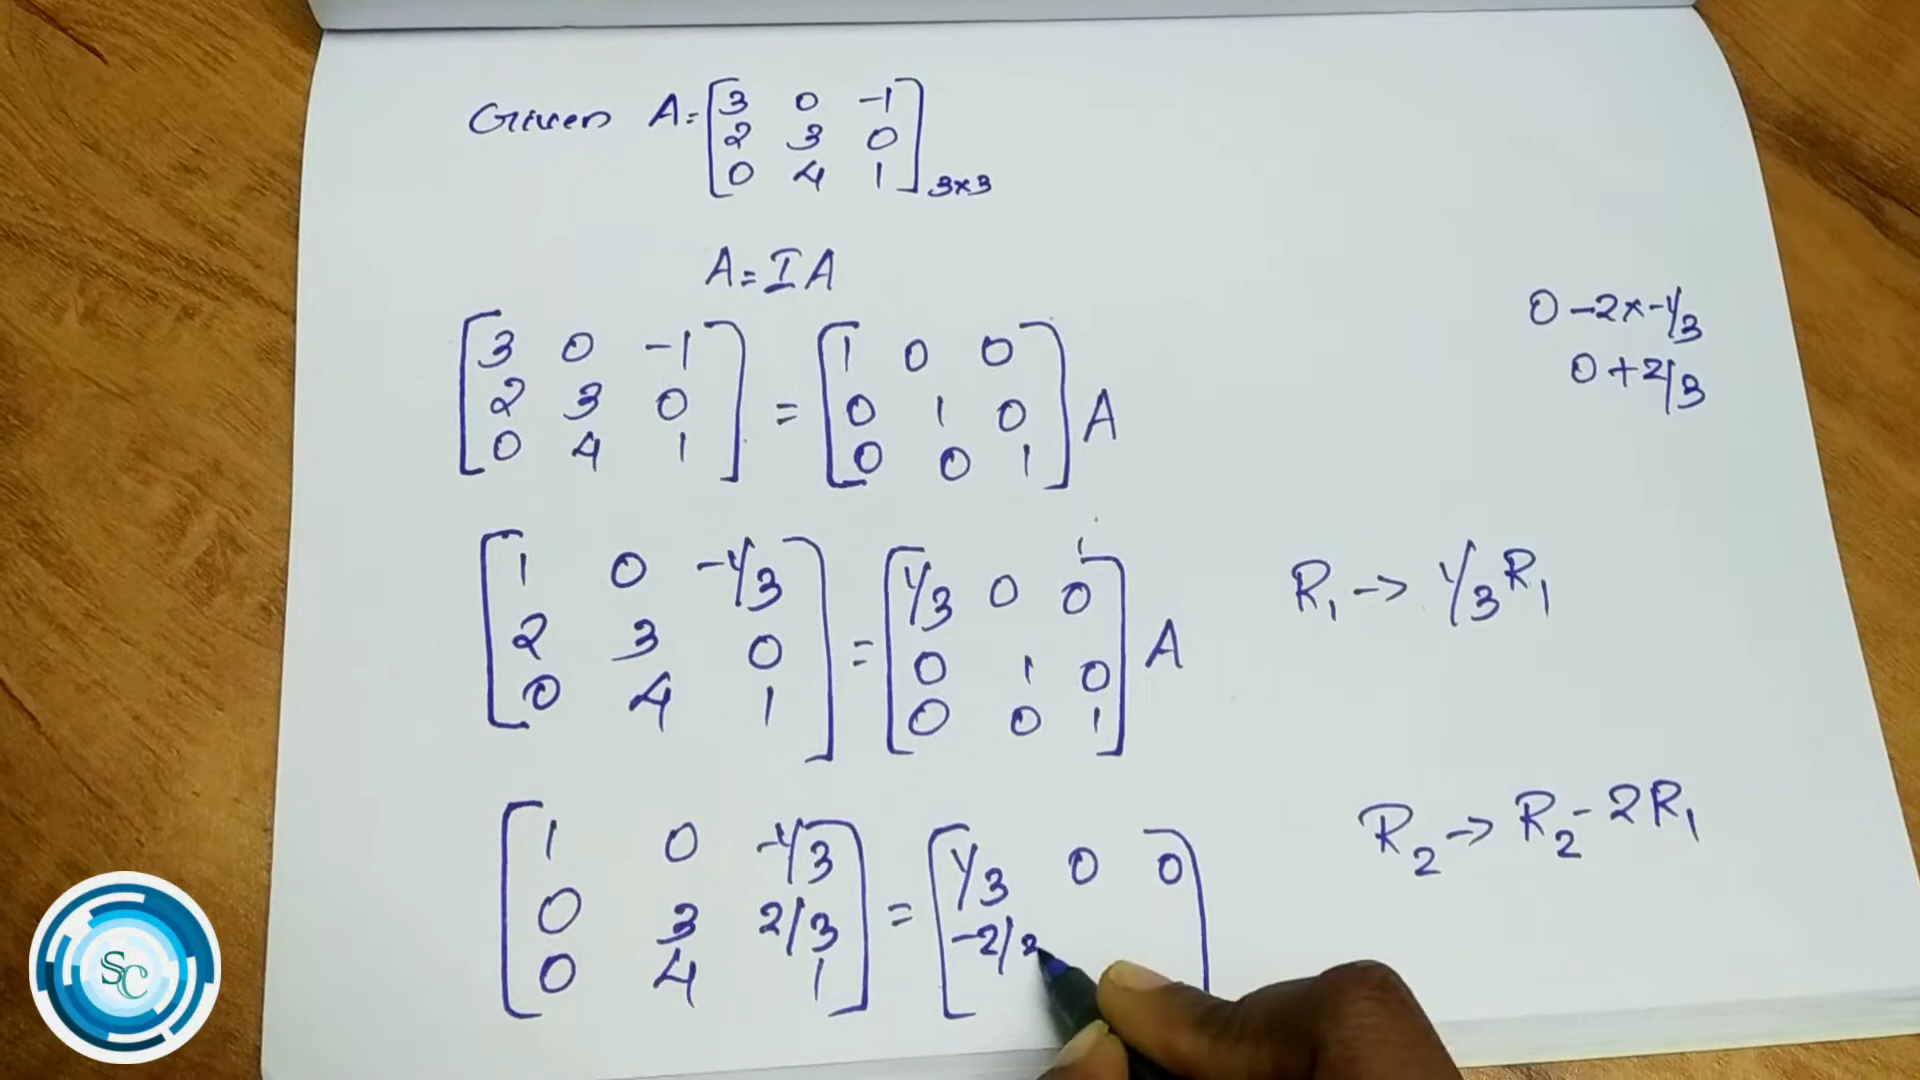 Given A = [3 0 -1
2 3 0
0 4 1] 3x3
A = IA
0 - 2x - 1/3
0 + 2/3
[3 0 -1
2 3 0
0 4 1] = [1 0 0
0 1 0
0 0 1] A
[1 0 -1/3
2 3 0
0 4 1] = [1/3 0 0
0 1 0
0 0 1] A
R1 -> 1/3 R1
[1 0 -1/3
0 3 2/3
0 4 1] = [1/3 0 0
-2/3
R2 -> R2 - 2R1
SC